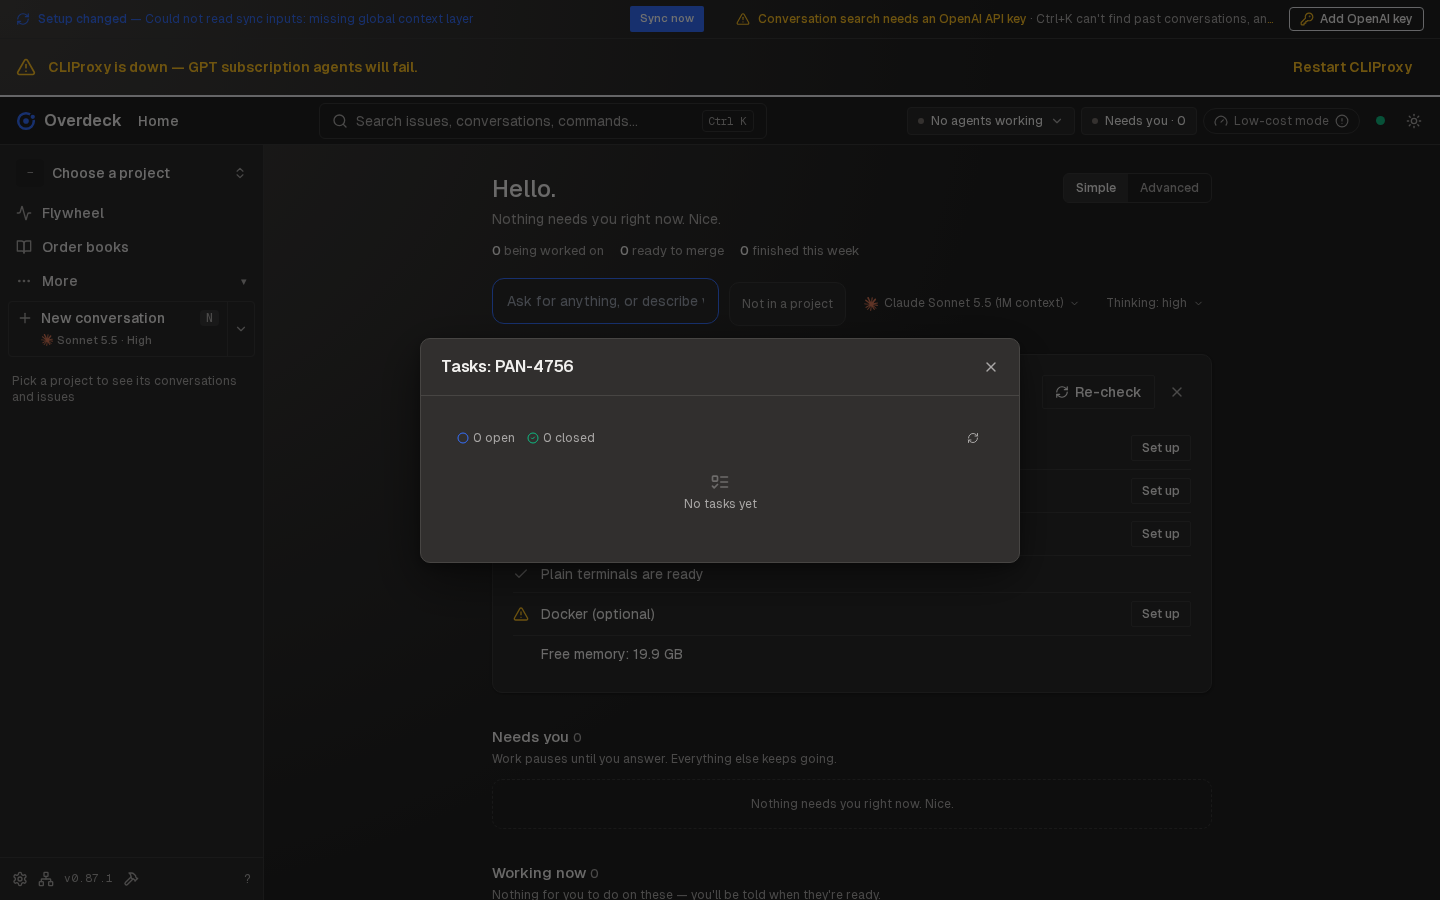 Setup changed — Could not read sync inputs: missing global context layer.
Sync now
Conversation search needs an OpenAI API key · Ctrl+K can't find past conversations, an…
Add OpenAI key
CLIProxy is down — GPT subscription agents will fail.
Restart CLIProxy
Overdeck
Home
Search issues, conversations, commands...
Ctrl K
No agents working
Needs you · 0
Low-cost mode
Choose a project
Flywheel
Order books
More
New conversation
N
Sonnet 5.5 · High
Pick a project to see its conversations
and issues
Hello.
Simple
Advanced
Nothing needs you right now. Nice.
0 being worked on
0 ready to merge
0 finished this week
Ask for anything, or describe
Not in a project
Claude Sonnet 5.5 (1M context)
Thinking: high
Tasks: PAN-4756
0 open
0 closed
No tasks yet
Re-check
Set up
Set up
Set up
Plain terminals are ready
Docker (optional)
Set up
Free memory: 19.9 GB
Needs you 0
Work pauses until you answer. Everything else keeps going.
Nothing needs you right now. Nice.
Working now 0
Nothing for you to do on these — you'll be told when they're ready.
v0.87.1
?